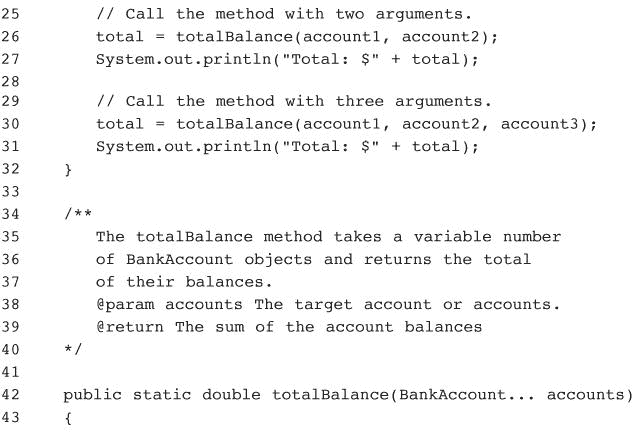 25 // Call the method with two arguments.
26 total = totalBalance(account1, account2);
27 System.out.println("Total: $" + total);
28
29 // Call the method with three arguments.
30 total = totalBalance(account1, account2, account3);
31 System.out.println("Total: $" + total);
32 }
33
34 /**
35 The totalBalance method takes a variable number
36 of BankAccount objects and returns the total
37 of their balances.
38 @param accounts The target account or accounts.
39 @return The sum of the account balances
40 */
41
42 public static double totalBalance(BankAccount... accounts)
43 {